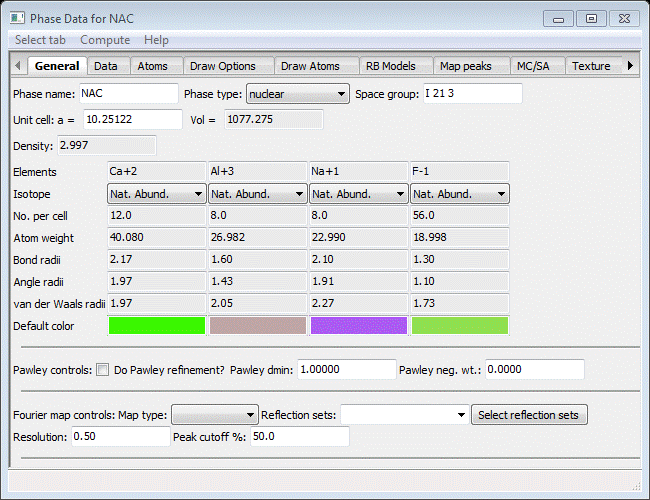 Phase Data for NAC
Select tab Compute Help
General Data Atoms Draw Options Draw Atoms RB Models Map peaks MC/SA Texture
Phase name: NAC Phase type: nuclear Space group: I 21 3
Unit cell: a = 10.25122 Vol = 1077.275
Density: 2.997
Elements Ca+2 Al+3 Na+1 F-1
Isotope Nat. Abund. Nat. Abund. Nat. Abund. Nat. Abund.
No. per cell 12.0 8.0 8.0 56.0
Atom weight 40.080 26.982 22.990 18.998
Bond radii 2.17 1.60 2.10 1.30
Angle radii 1.97 1.43 1.91 1.10
van der Waals radii 1.97 2.05 2.27 1.73
Default color
Pawley controls: Do Pawley refinement? Pawley dmin: 1.00000 Pawley neg. wt.: 0.0000
Fourier map controls: Map type: Reflection sets: Select reflection sets
Resolution: 0.50 Peak cutoff %: 50.0